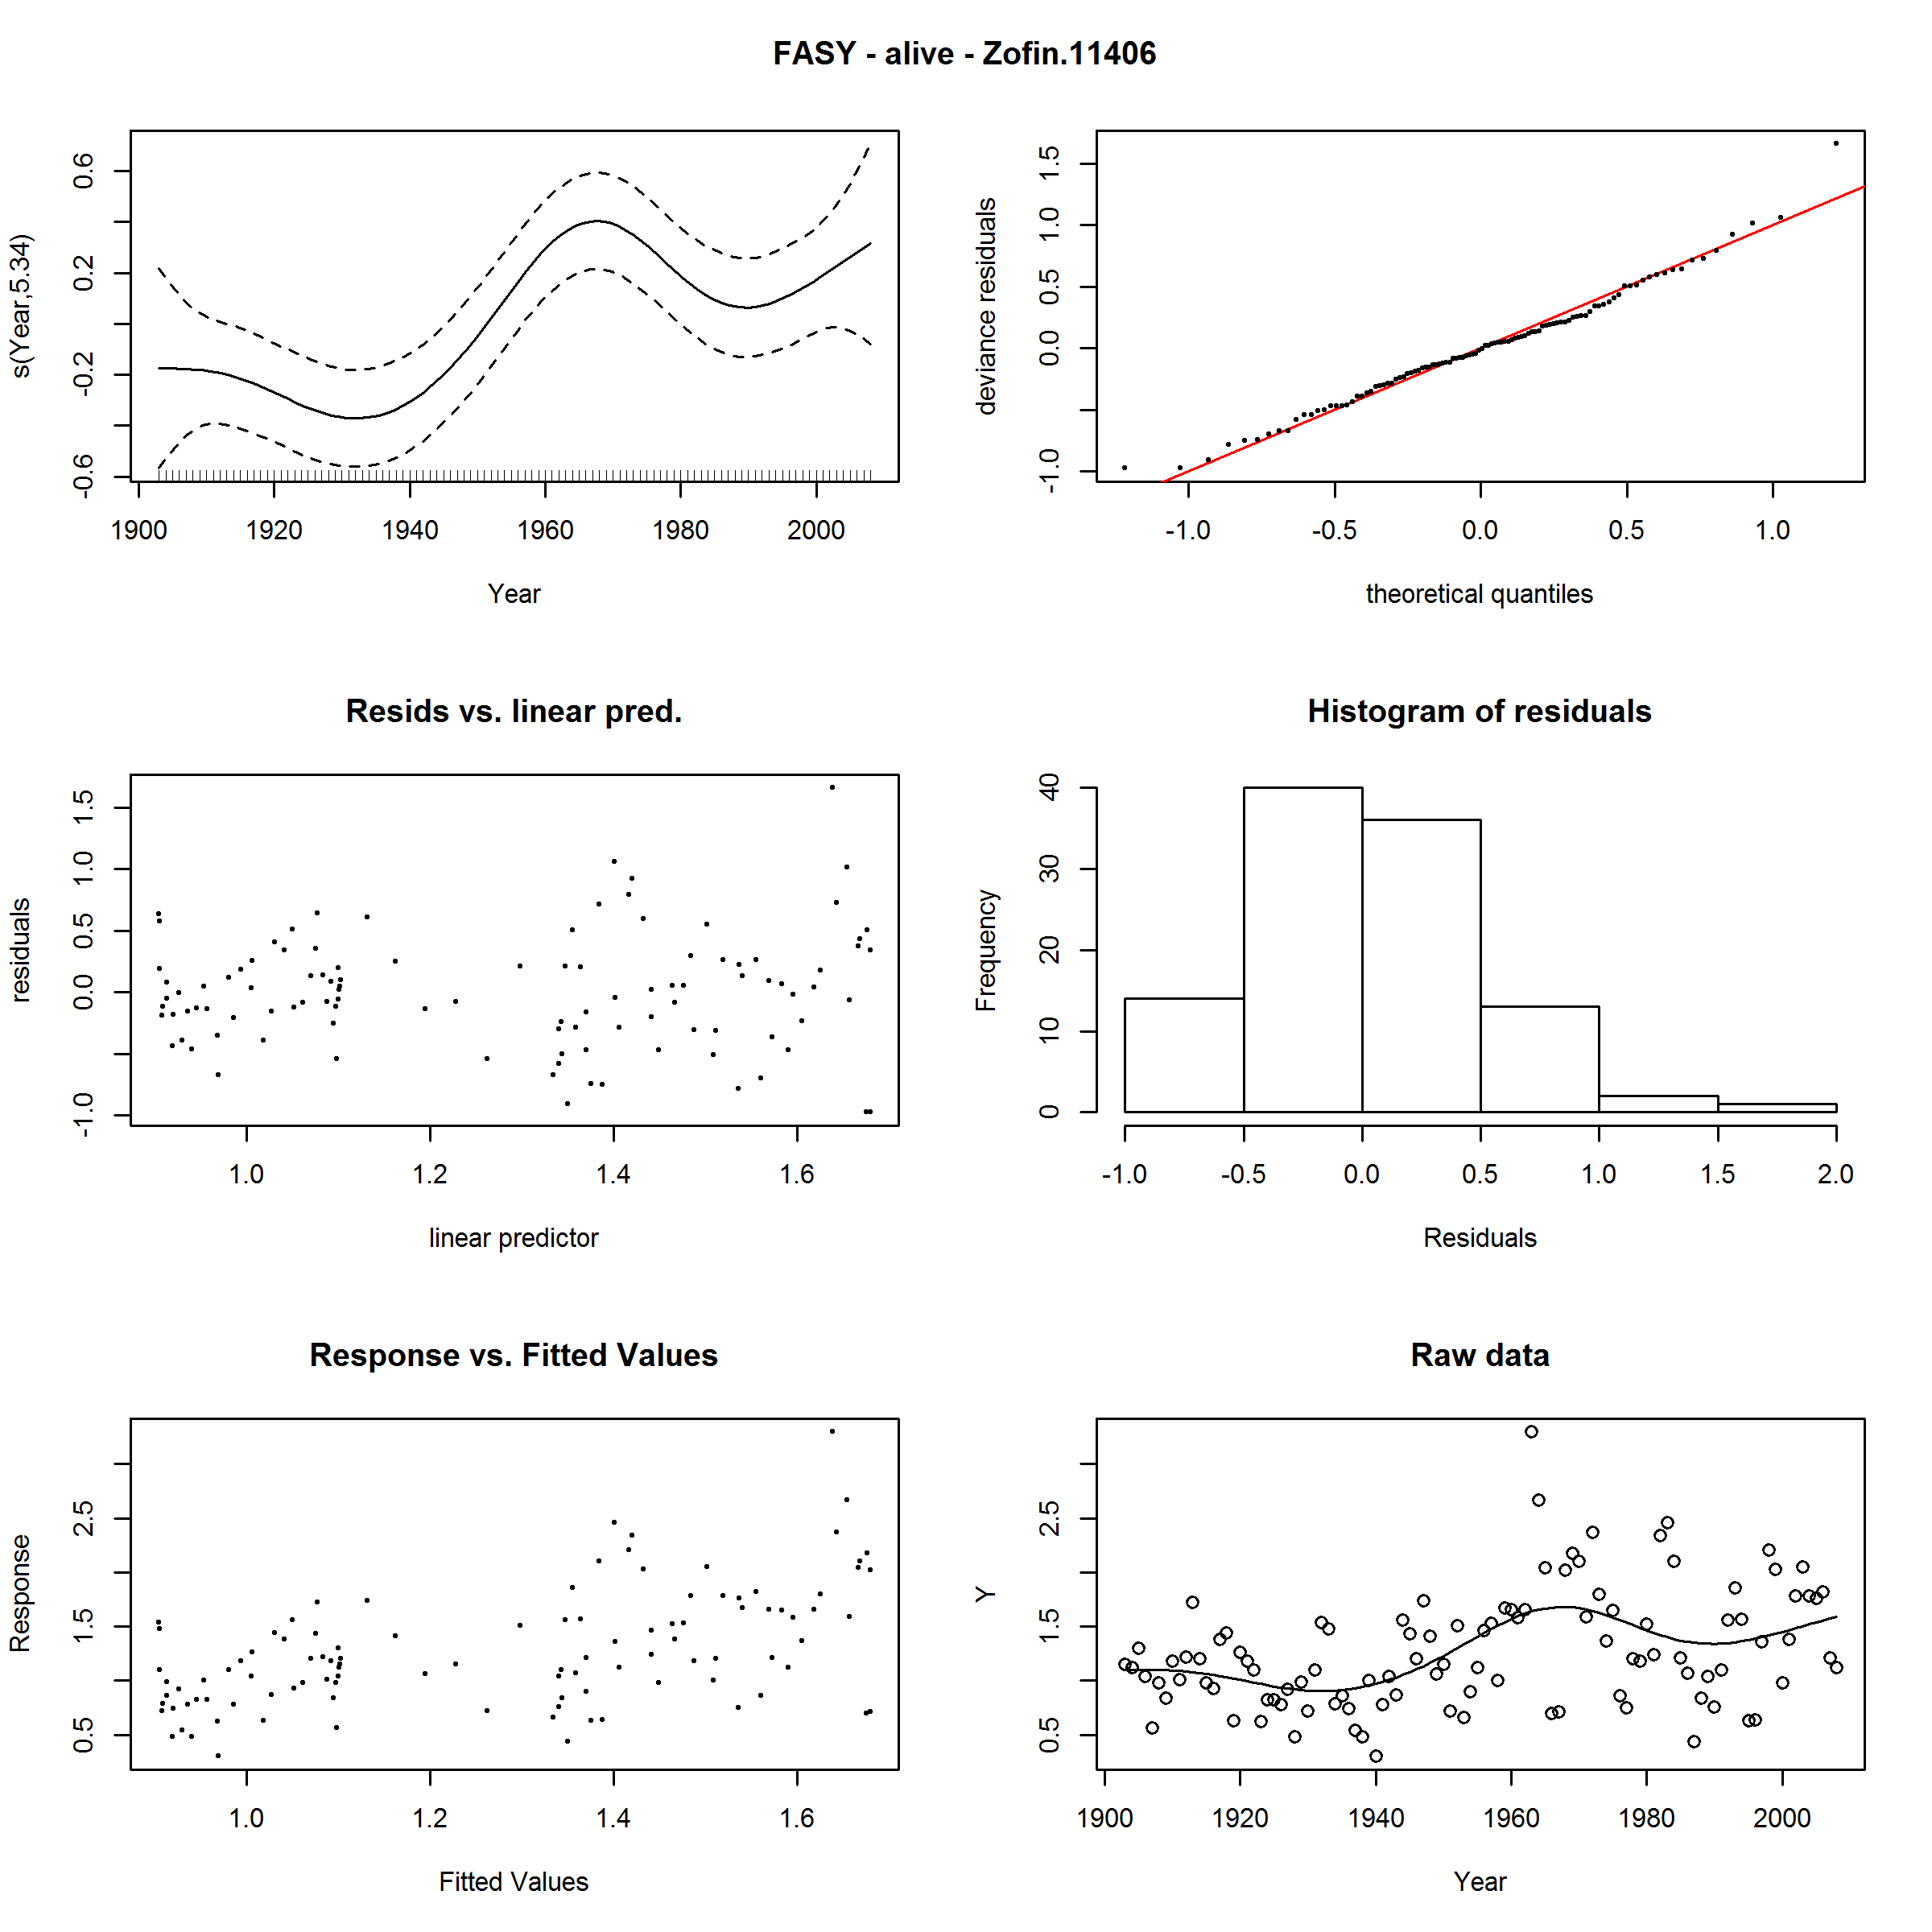 FASY - alive - Zofin.11406
s(Year,5.34)
-0.6 -0.2 0.2 0.6
1900 1920 1940 1960 1980 2000
Year
deviance residuals
-1.0 0.0 0.5 1.0 1.5
-1.0 -0.5 0.0 0.5 1.0
theoretical quantiles
Resids vs. linear pred.
residuals
-1.0 0.0 0.5 1.0 1.5
1.0 1.2 1.4 1.6
linear predictor
Histogram of residuals
Frequency
0 10 20 30 40
-1.0 -0.5 0.0 0.5 1.0 1.5 2.0
Residuals
Response vs. Fitted Values
Response
0.5 1.5 2.5
1.0 1.2 1.4 1.6
Fitted Values
Raw data
Y
0.5 1.5 2.5
1900 1920 1940 1960 1980 2000
Year